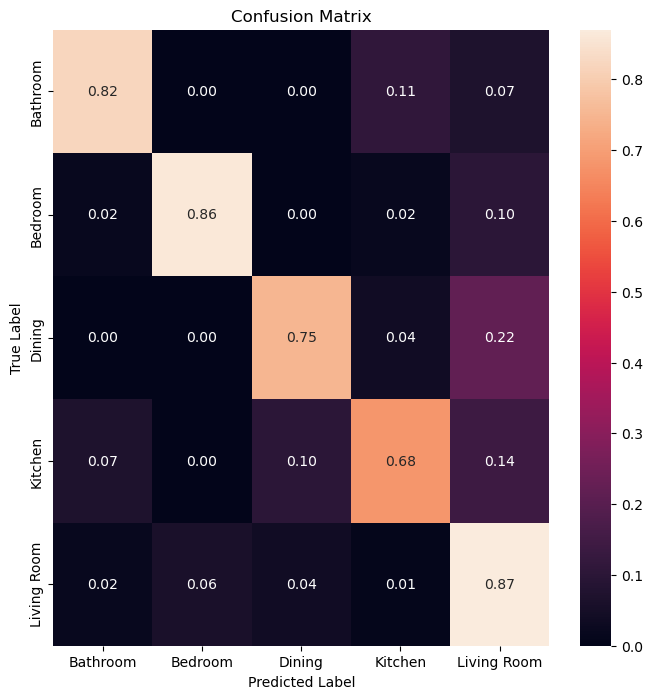 Confusion Matrix
True Label
Bathroom 0.82 0.00 0.00 0.11 0.07
Bedroom 0.02 0.86 0.00 0.02 0.10
Dining 0.00 0.00 0.75 0.04 0.22
Kitchen 0.07 0.00 0.10 0.68 0.14
Living Room 0.02 0.06 0.04 0.01 0.87
Bathroom Bedroom Dining Kitchen Living Room
Predicted Label
0.8
0.7
0.6
0.5
0.4
0.3
0.2
0.1
0.0